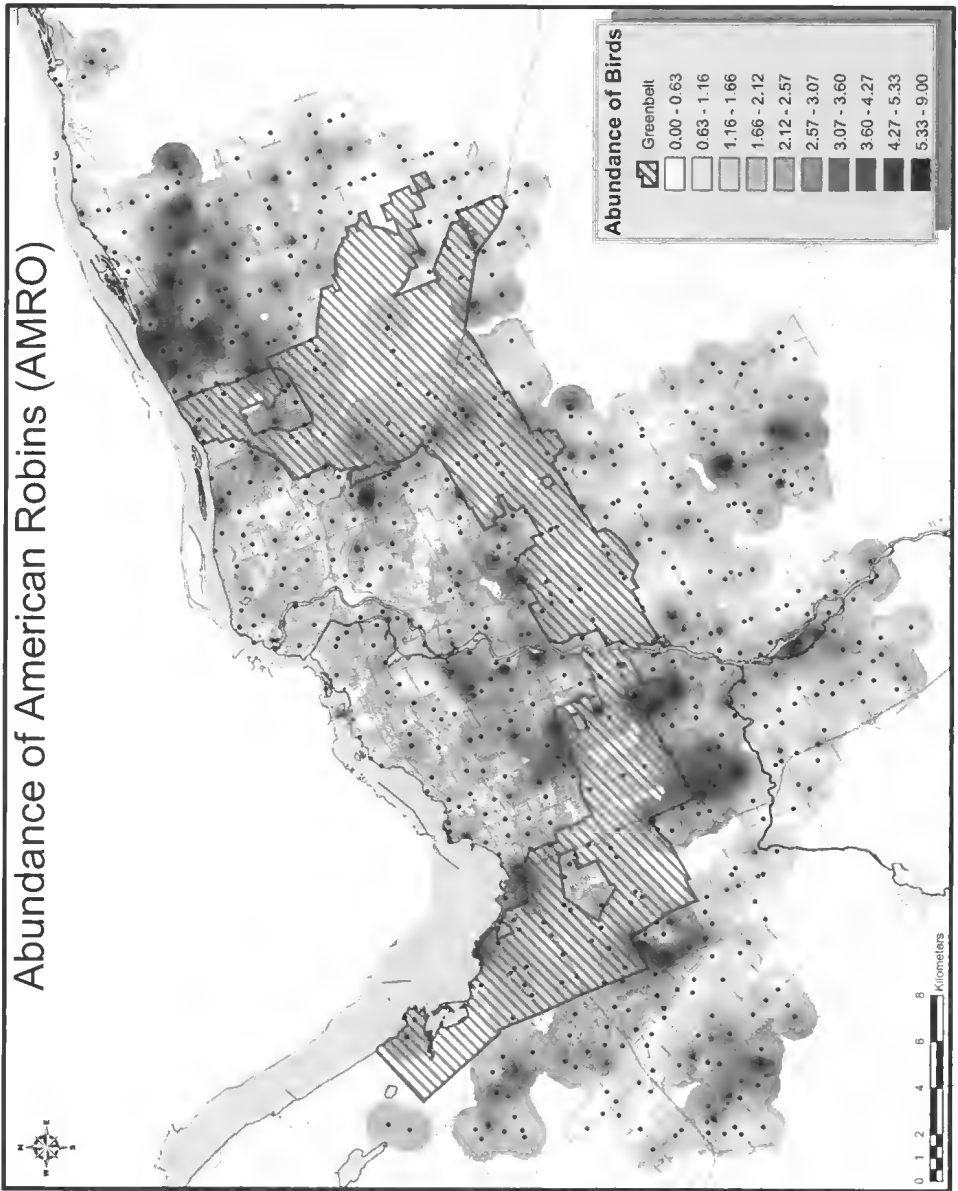 Abundance of American Robins (AMRO)
N
W E
S
Abundance of Birds
Greenbelt
0.00 - 0.63
0.63 - 1.16
1.16 - 1.66
1.66 - 2.12
2.12 - 2.57
2.57 - 3.07
3.07 - 3.60
3.60 - 4.27
4.27 - 5.33
5.33 - 9.00
0 1 2 4 6 8
Kilometers